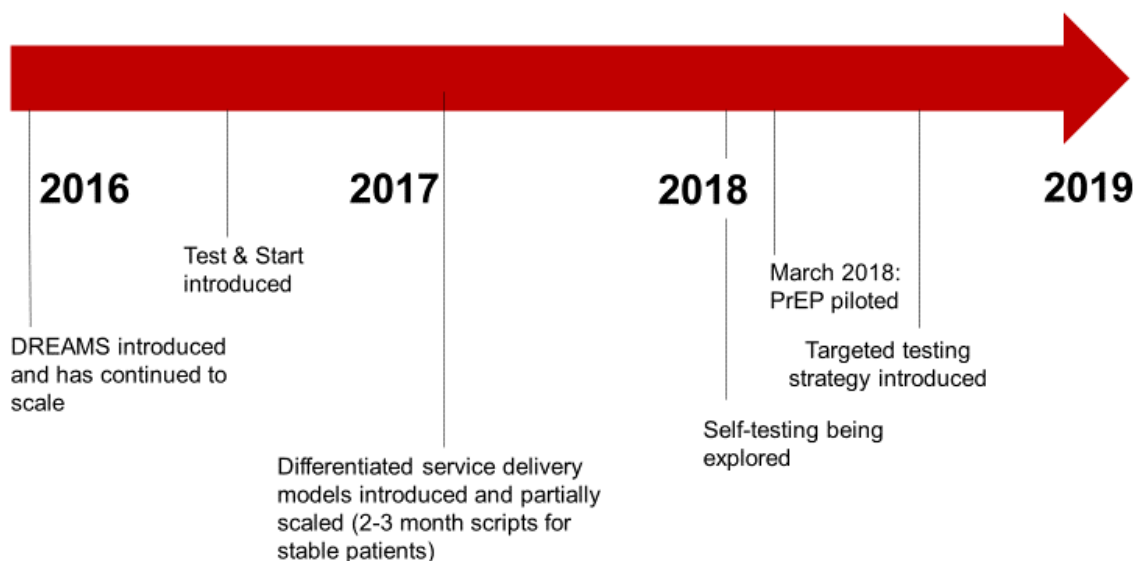 2016
2017
2018
2019
Test & Start
introduced
March 2018:
PrEP piloted
DREAMS introduced
and has continued to
scale
Targeted testing
strategy introduced
Self-testing being
explored
Differentiated service delivery
models introduced and partially
scaled (2-3 month scripts for
stable patients)